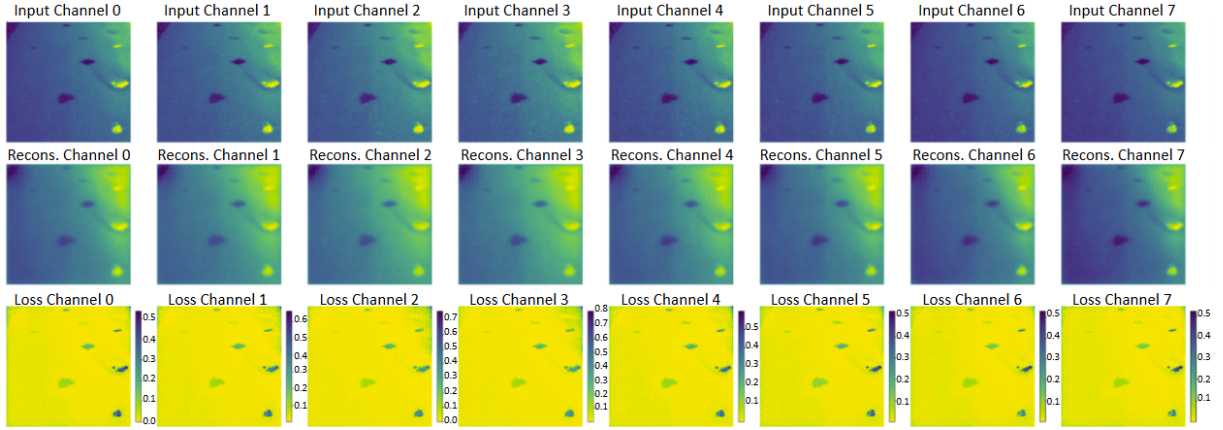 Input Channel 0 Input Channel 1 Input Channel 2 Input Channel 3 Input Channel 4 Input Channel 5 Input Channel 6 Input Channel 7
Recons. Channel 0 Recons. Channel 1 Recons. Channel 2 Recons. Channel 3 Recons. Channel 4 Recons. Channel 5 Recons. Channel 6 Recons. Channel 7
Loss Channel 0 Loss Channel 1 Loss Channel 2 Loss Channel 3 Loss Channel 4 Loss Channel 5 Loss Channel 6 Loss Channel 7
0.5 0.4 0.3 0.2 0.1 0.0
0.6 0.5 0.4 0.3 0.2 0.1
0.7 0.6 0.5 0.4 0.3 0.2 0.1 0.0
0.8 0.7 0.6 0.5 0.4 0.3 0.2 0.1
0.5 0.4 0.3 0.2 0.1
0.5 0.4 0.3 0.2 0.1
0.5 0.4 0.3 0.2 0.1
0.5 0.4 0.3 0.2 0.1